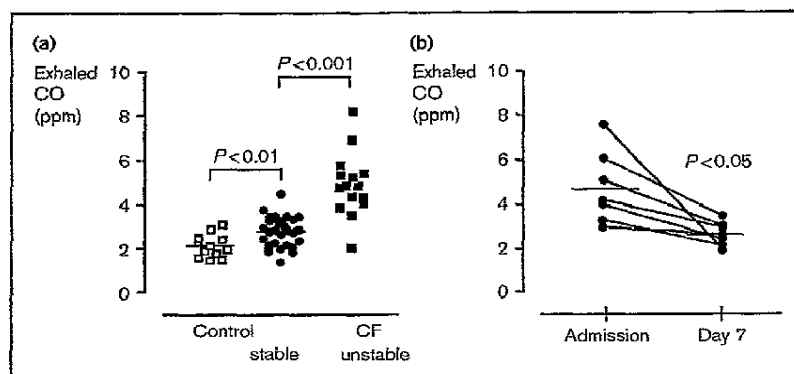 (a)
Exhaled
CO
(ppm)
10
8
6
4
2
0
P<0.001
P<0.01
Control
stable
CF
unstable
(b)
Exhaled
CO
(ppm)
10
8
6
4
2
0
P<0.05
Admission
Day 7